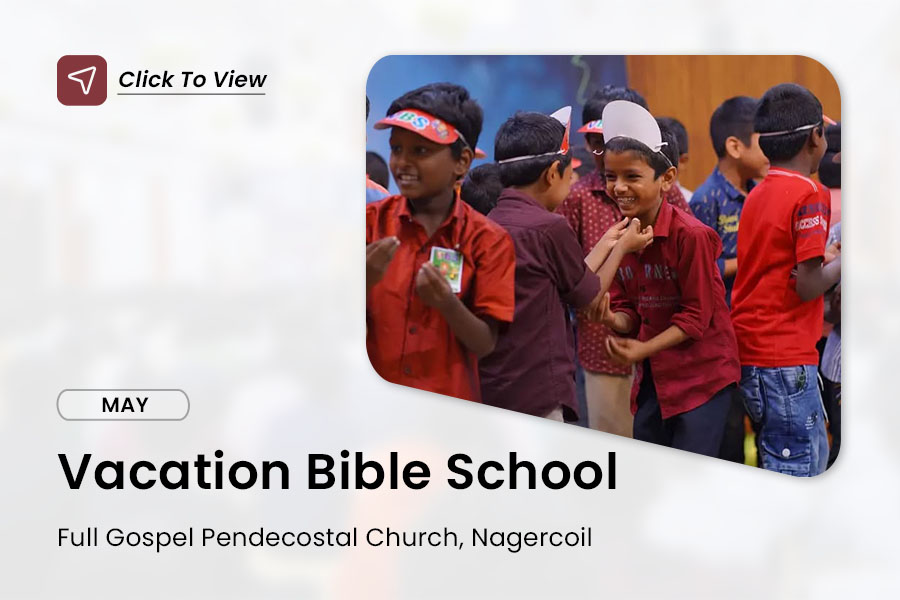 Click To View
MAY
Vacation Bible School
Full Gospel Pendecostal Church, Nagercoil